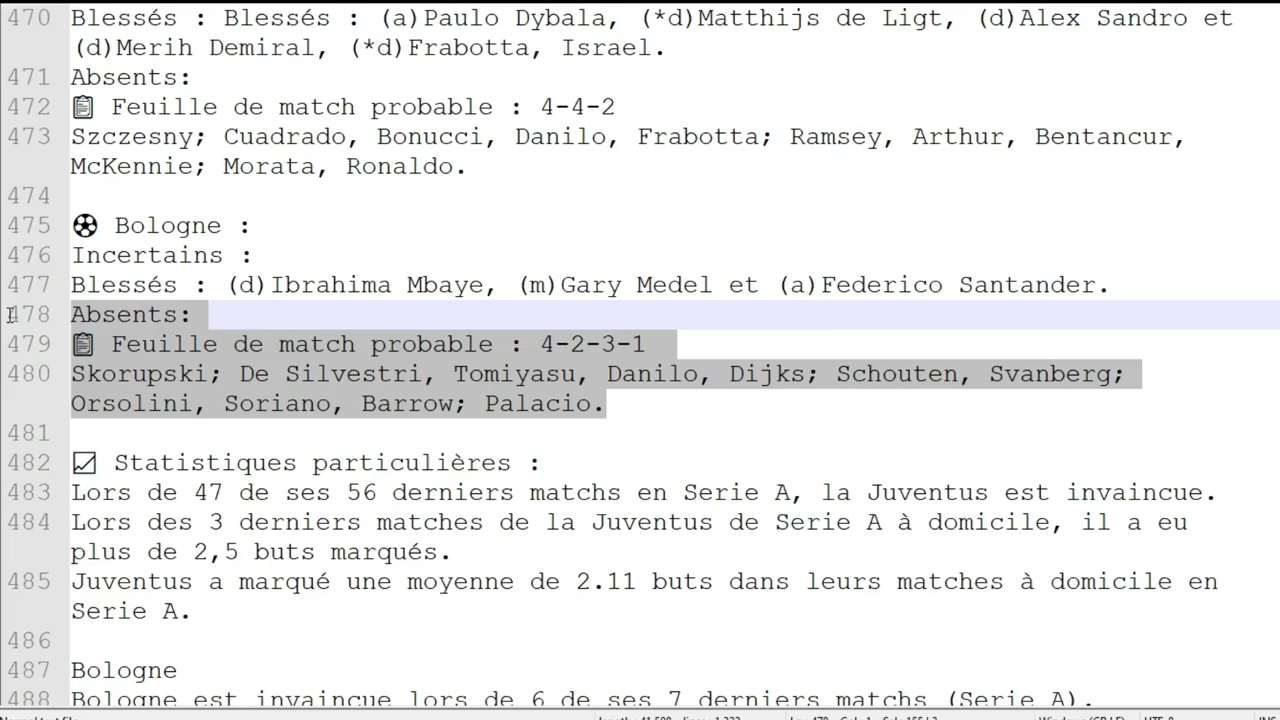 470 Blessés : Blessés : (a)Paulo Dybala, (*d)Matthijs de Ligt, (d)Alex Sandro et
(d)Merih Demiral, (*d)Frabotta, Israel.
471 Absents:
472 📋 Feuille de match probable : 4-4-2
473 Szczesny; Cuadrado, Bonucci, Danilo, Frabotta; Ramsey, Arthur, Bentancur,
McKennie; Morata, Ronaldo.
474
475 ⚽ Bologne :
476 Incertains :
477 Blessés : (d)Ibrahima Mbaye, (m)Gary Medel et (a)Federico Santander.
478 Absents:
479 📋 Feuille de match probable : 4-2-3-1
480 Skorupski; De Silvestri, Tomiyasu, Danilo, Dijks; Schouten, Svanberg;
Orsolini, Soriano, Barrow; Palacio.
481
482 📈 Statistiques particulières :
483 Lors de 47 de ses 56 derniers matchs en Serie A, la Juventus est invaincue.
484 Lors des 3 derniers matches de la Juventus de Serie A à domicile, il a eu
plus de 2,5 buts marqués.
485 Juventus a marqué une moyenne de 2.11 buts dans leurs matches à domicile en
Serie A.
486
487 Bologne
488 Bologne est invaincue lors de 6 de ses 7 derniers matchs (Serie A).